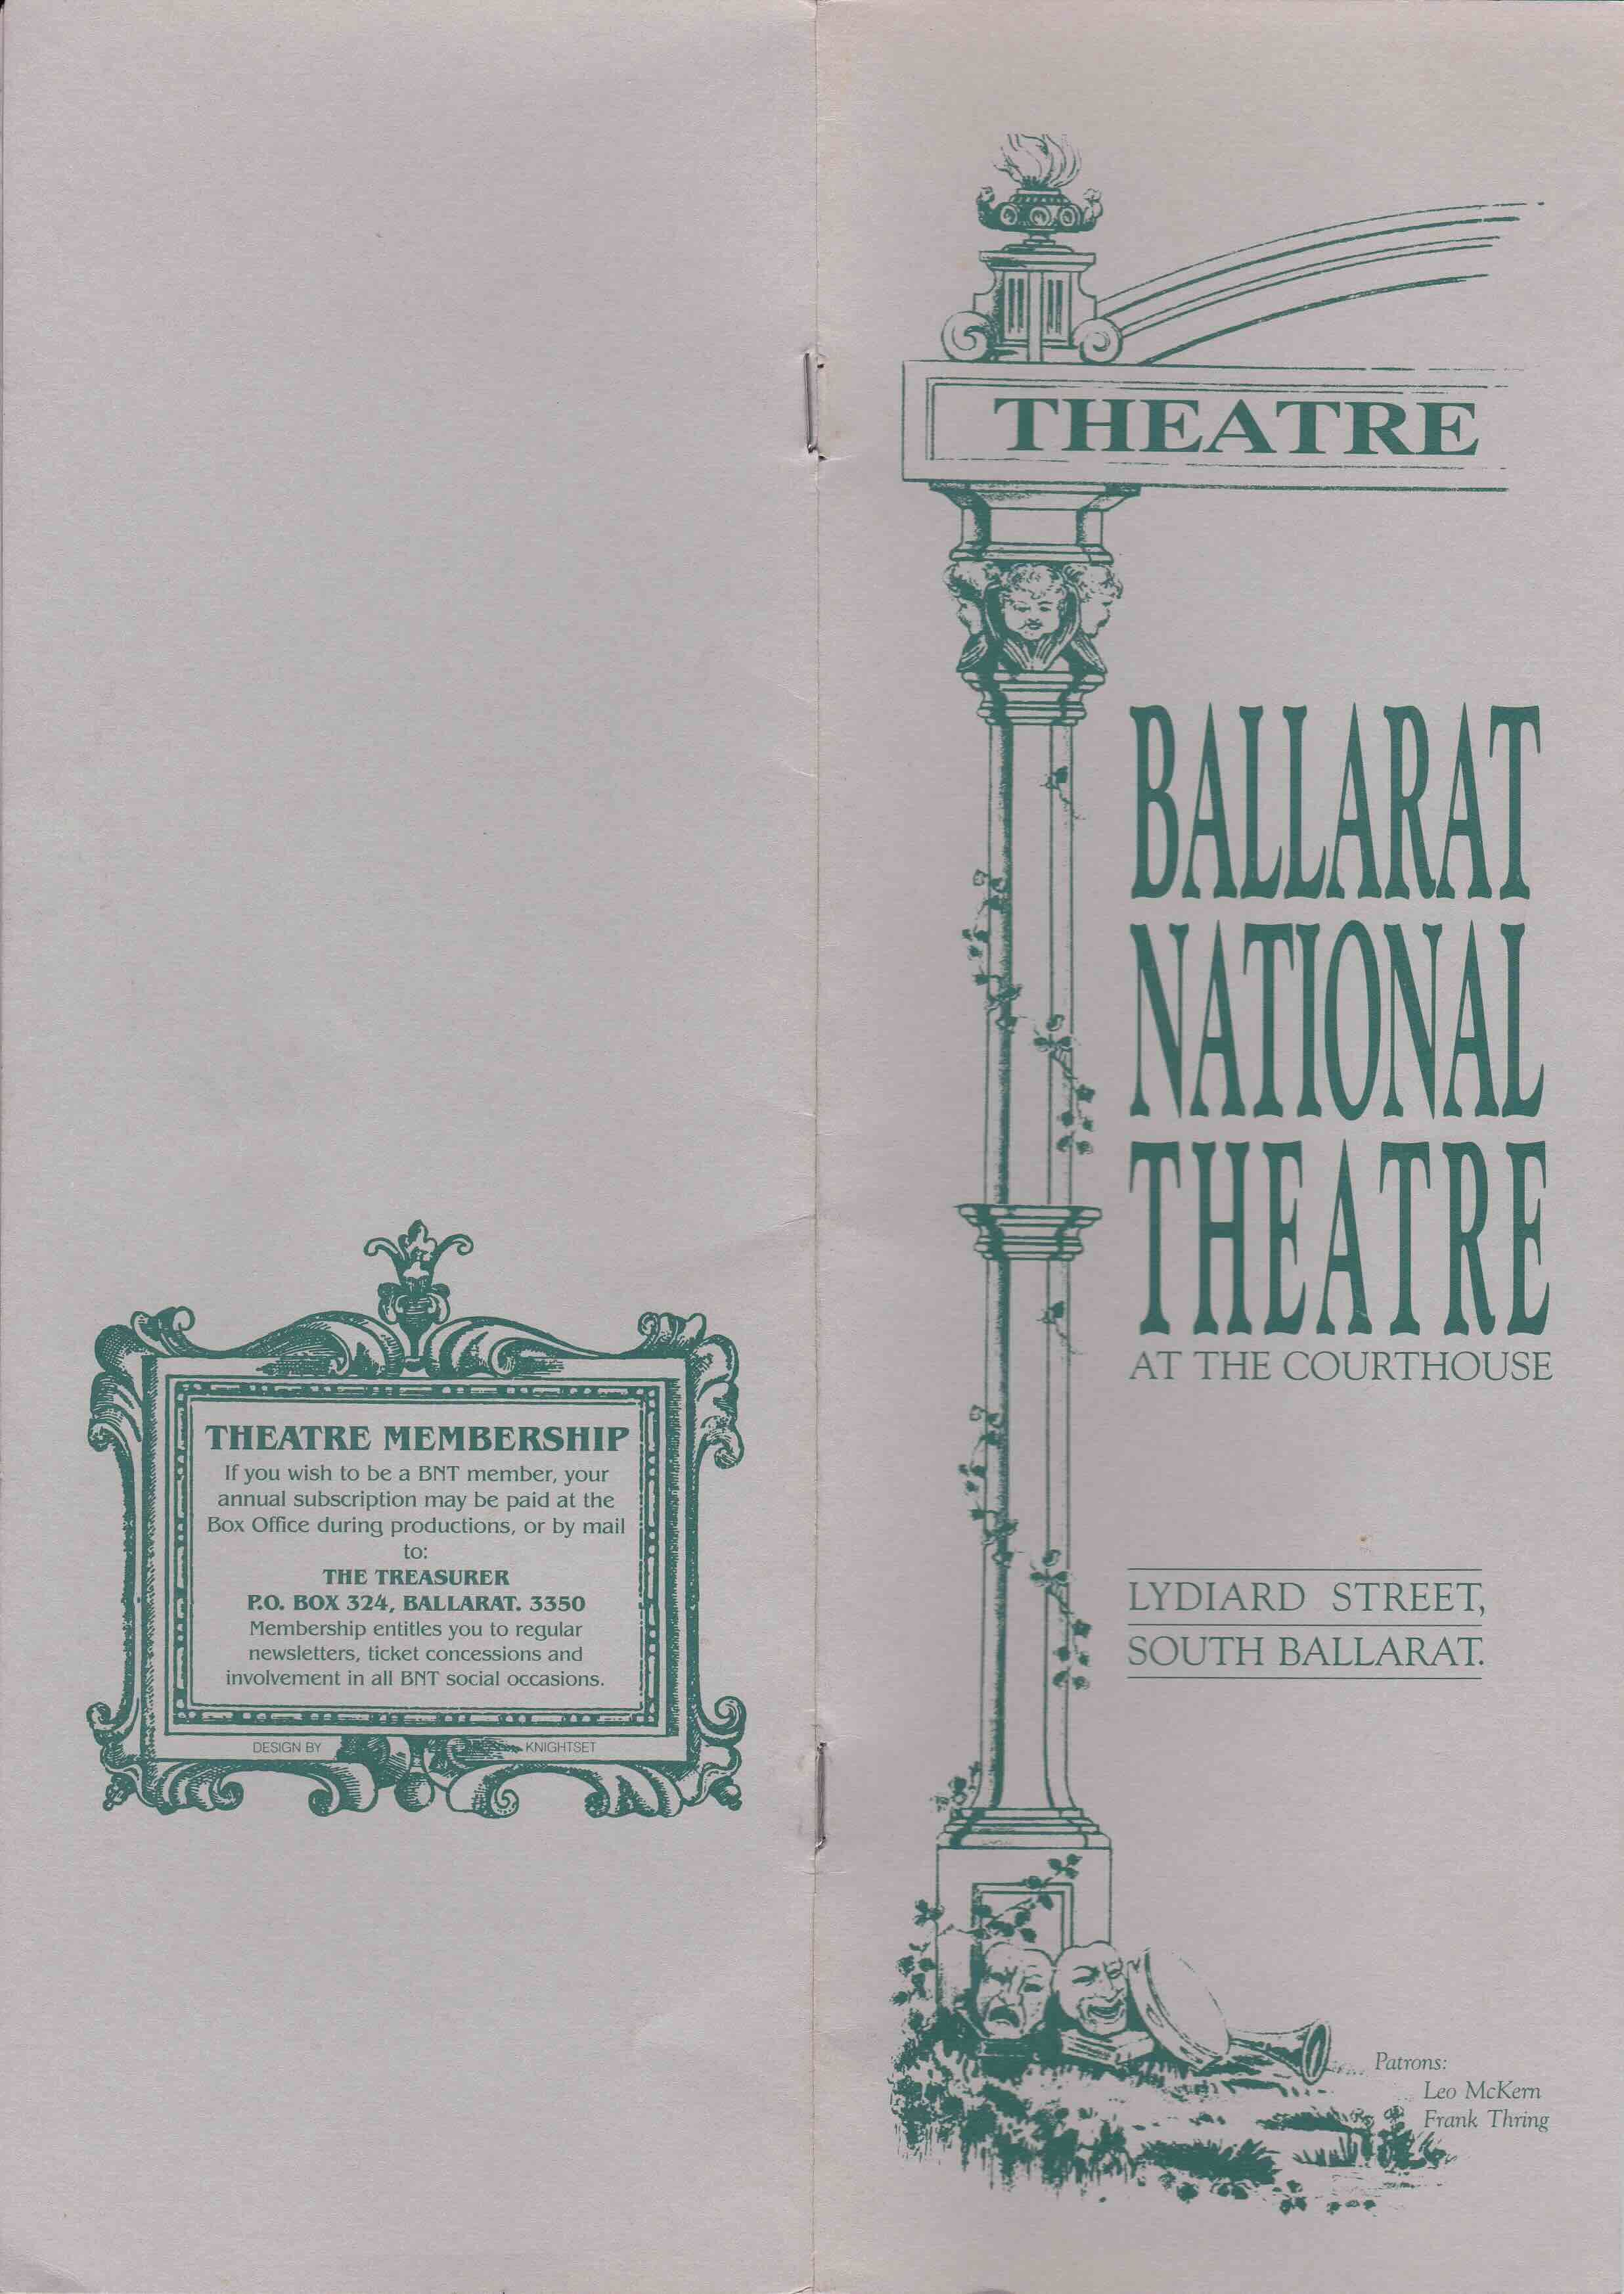 THEATRE MEMBERSHIP
If you wish to be a BNT member, your
annual subscription may be paid at the
Box Office during productions, or by mail
to:
THE TREASURER
P.O. BOX 324, BALLARAT. 3350
Membership entitles you to regular
newsletters, ticket concessions and
involvement in all BNT social occasions.
DESIGN BY KNIGHTSET
THEATRE
BALLARAT
NATIONAL
THEATRE
AT THE COURTHOUSE
LYDIARD STREET,
SOUTH BALLARAT.
Patrons:
Leo McKern
Frank Thring